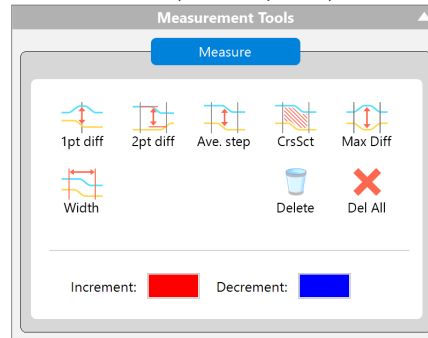 Measurement Tools
Measure
1pt diff 2pt diff Ave. step CrsSct Max Diff
Width Delete Del All
Increment: Decrement: